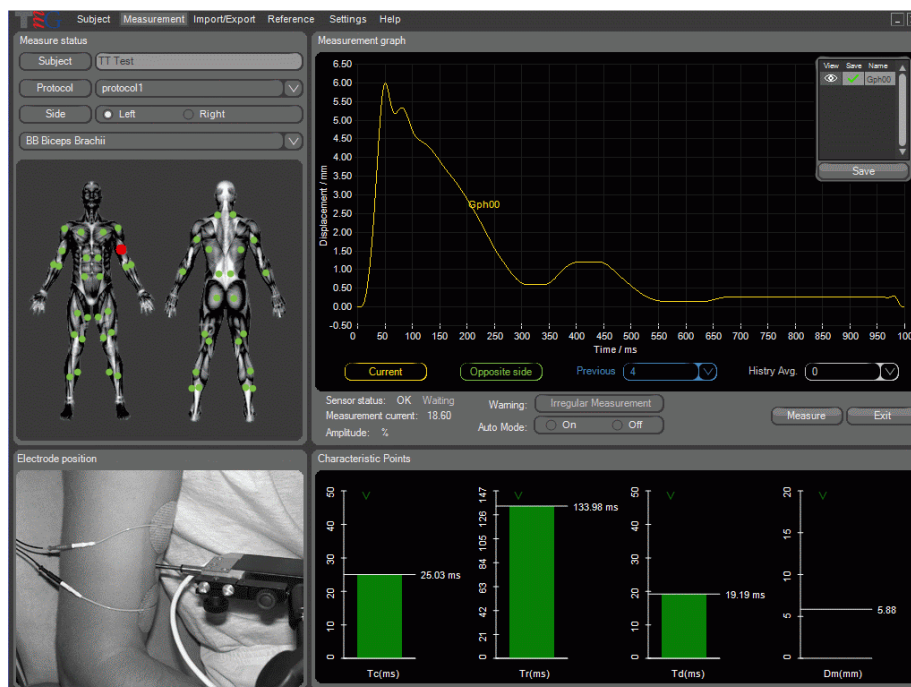 TMG Subject Measurement Import/Export Reference Settings Help
Measure status
Subject TT Test
Protocol protocol1
Side Left Right
BB Biceps Brachii
Measurement graph
6.50
6.00
5.50
5.00
4.50
4.00
3.50
3.00
2.50
2.00
1.50
1.00
0.50
0.00
-0.50
Displacement / mm
Gph00
View Save Name
Gph00
Save
0 50 100 150 200 250 300 350 400 450 500 550 600 650 700 750 800 850 900 950 100
Time / ms
Current Opposite side Previous 4 Histry Avg. 0
Sensor status: OK Waiting
Measurement current: 18.60
Amplitude: %
Warning: Irregular Measurement
Auto Mode: On Off
Measure Exit
Electrode position
Characteristic Points
50
40
30
20
10
0
25.03 ms
Tc(ms)
147
126
105
84
63
42
21
0
133.98 ms
Tr(ms)
50
40
30
20
10
0
19.19 ms
Td(ms)
20
15
10
5
0
5.88
Dm(mm)